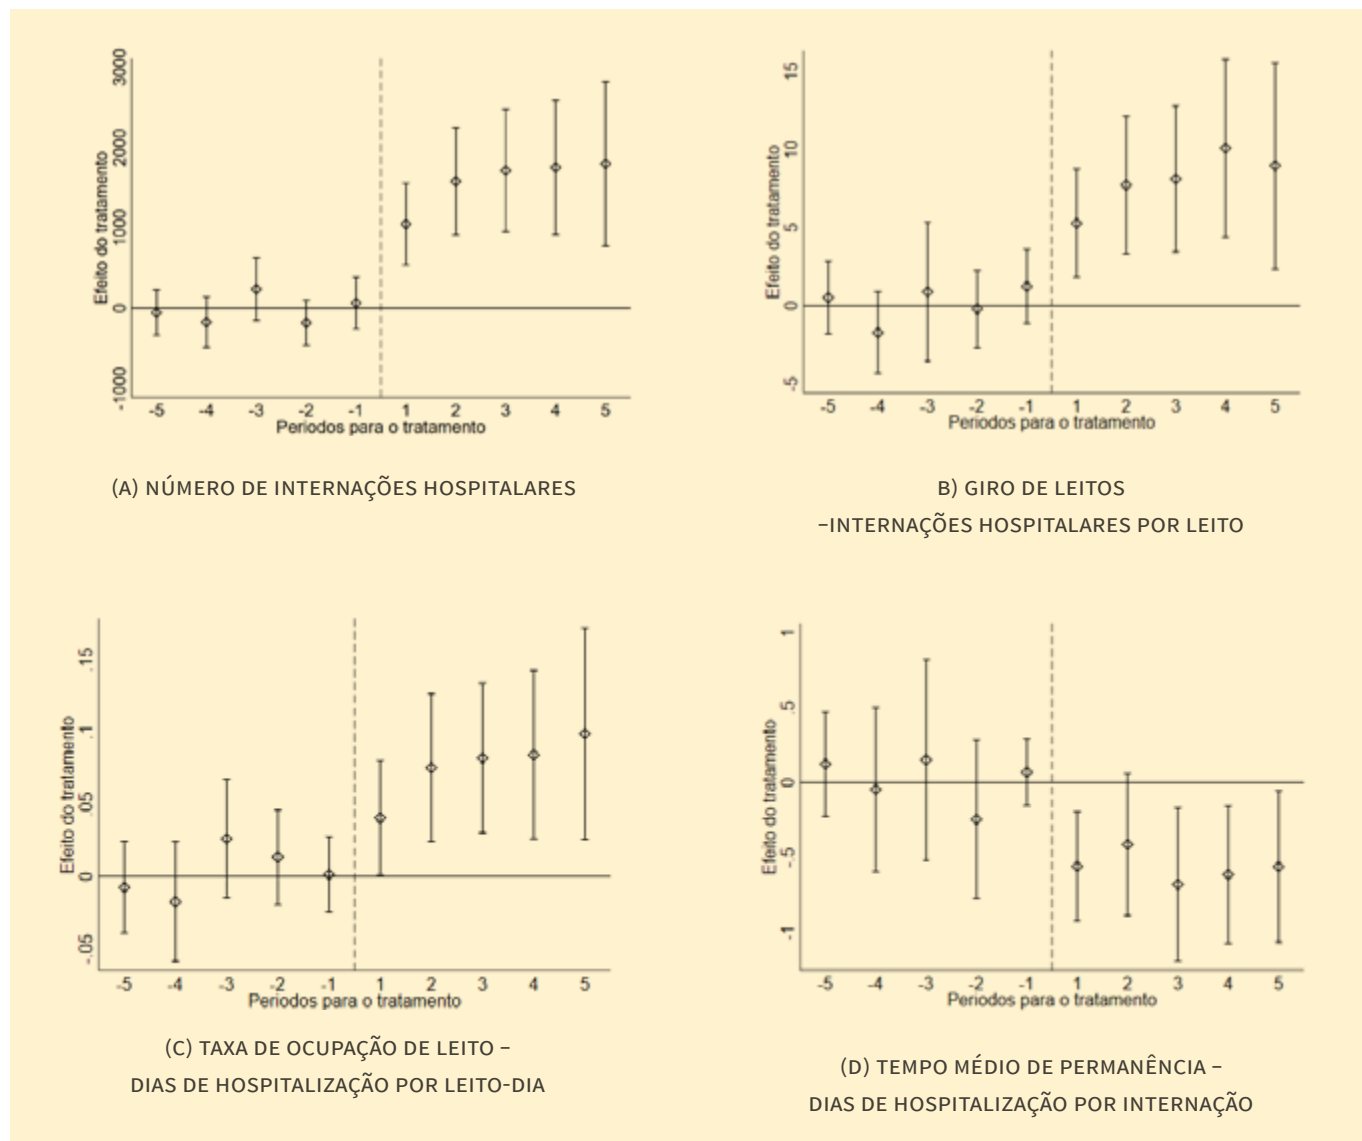 3000
2000
1000
0
-1000
Efeito do tratamento
-5 -4 -3 -2 -1 1 2 3 4 5
Periodos para o tratamento
(A) NÚMERO DE INTERNAÇÕES HOSPITALARES
15
10
5
0
-5
Efeito do tratamento
-5 -4 -3 -2 -1 1 2 3 4 5
Periodos para o tratamento
B) GIRO DE LEITOS
–INTERNAÇÕES HOSPITALARES POR LEITO
.15
.1
.05
0
-.05
Efeito do tratamento
-5 -4 -3 -2 -1 1 2 3 4 5
Periodos para o tratamento
(C) TAXA DE OCUPAÇÃO DE LEITO –
DIAS DE HOSPITALIZAÇÃO POR LEITO-DIA
1
.5
0
-.5
-1
Efeito do tratamento
-5 -4 -3 -2 -1 1 2 3 4 5
Periodos para o tratamento
(D) TEMPO MÉDIO DE PERMANÊNCIA –
DIAS DE HOSPITALIZAÇÃO POR INTERNAÇÃO